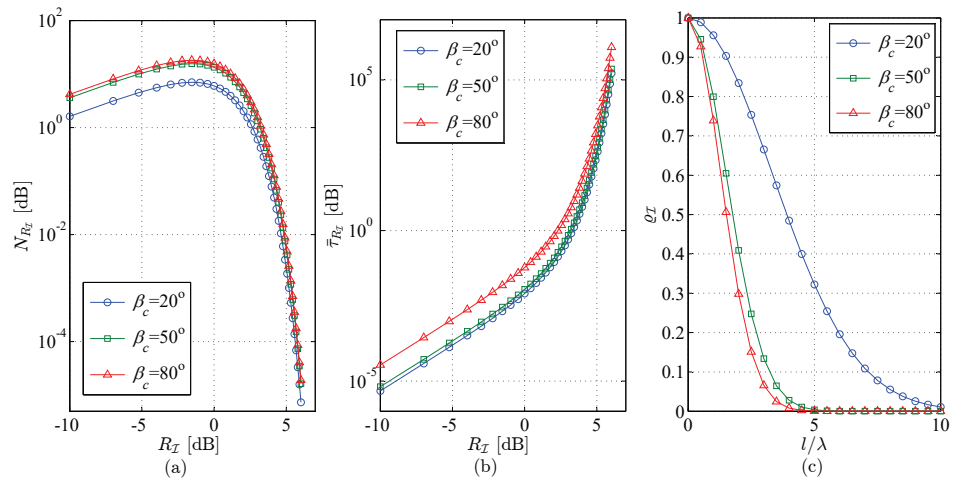 10^2
10^0
10^-2
10^-4
N_{R_I} [dB]
-10
-5
0
5
R_I [dB]
(a)
β_c=20°
β_c=50°
β_c=80°
10^5
10^0
10^-5
τ̄_{R_I} [dB]
-10
-5
0
5
R_I [dB]
(b)
β_c=20°
β_c=50°
β_c=80°
1
0.9
0.8
0.7
0.6
0.5
0.4
0.3
0.2
0.1
0
ϱ_I
0
5
10
l/λ
(c)
β_c=20°
β_c=50°
β_c=80°